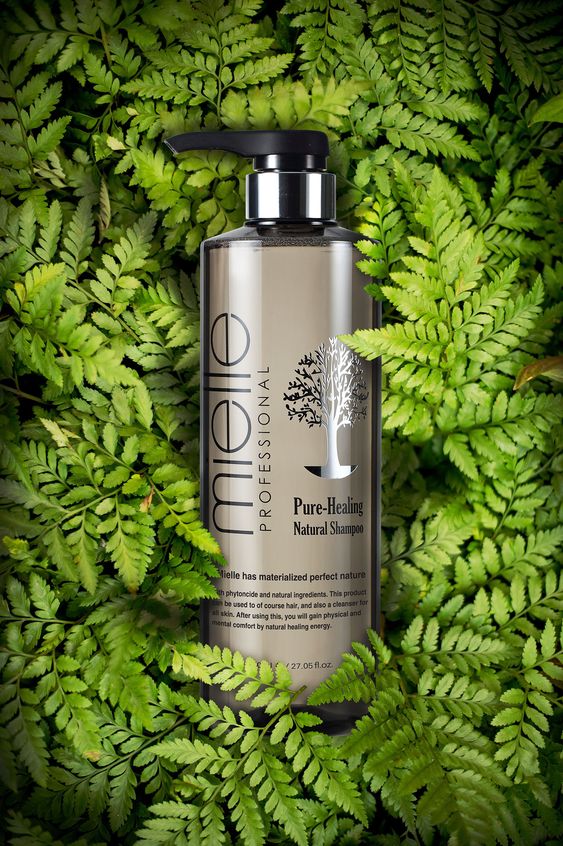 mielle
PROFESSIONAL
Pure-Healing
Natural Shampoo
ielle has materialized perfect nature
phytoncide and natural ingredients. This product
be used to of course hair, and also a cleanser for
all skin. After using this, you will gain physical and
mental comfort by natural healing energy.
/ 27.05 fl.oz.